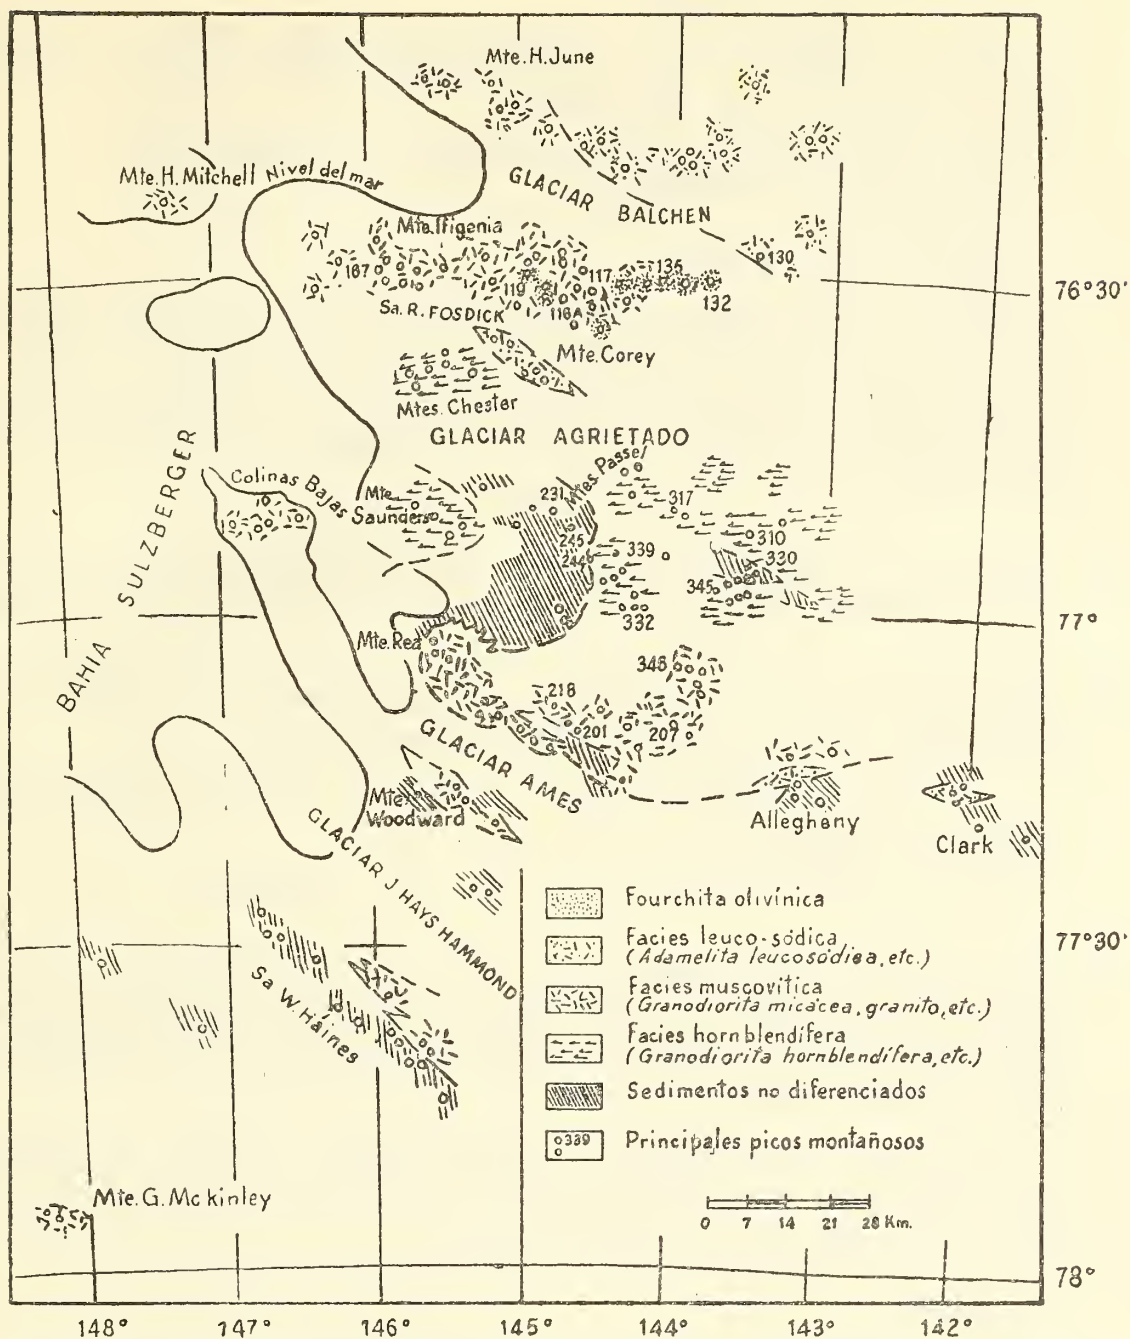 Mte. H. June
Mte. H. Mitchell
Nivel del mar
GLACIAR BALCHEN
Mte. Ifigenia
130
167
117
135
119
132
116A
76°30'
Sa. R. FOSDICK
Mte. Corey
Mtes. Chester
GLACIAR AGRIETADO
BAHIA SULZBERGER
Colinas Bajas
Mte. Saunders
Mtes. Passel
231
317
245
310
244
339
330
345
332
77°
Mte. Rea
346
218
201
207
GLACIAR AMES
Mte. Woodward
Allegheny
Clark
GLACIAR J HAYS HAMMOND
Sa W. Haines
Fourchita olivínica
Facies leuco-sódica
(Adamelita leucosódica, etc.)
77°30'
Facies muscovítica
(Granodiorita micácea, granito, etc.)
Facies hornblendífera
(Granodiorita hornblendífera, etc.)
Sedimentos no diferenciados
339
Principales picos montañosos
Mte. G. Mc kinley
0 7 14 21 28 Km.
78°
148° 147° 146° 145° 144° 143° 142°